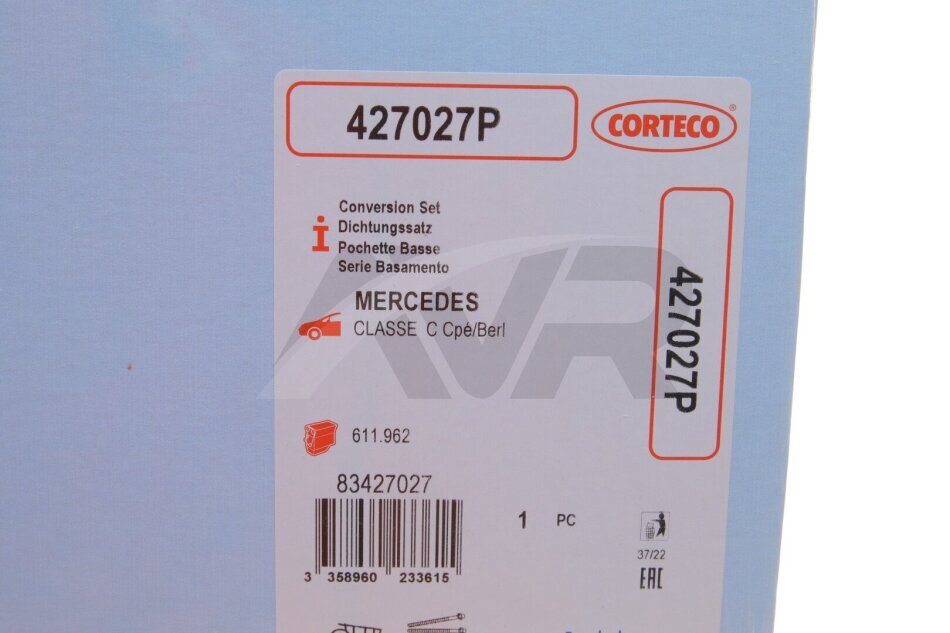 427027P
CORTECO®
Conversion Set
Dichtungssatz
Pochette Basse
Serie Basamento
MERCEDES
CLASSE C Cpé/Berl
427027P
611.962
83427027
3 358960 233615
1 PC
37/22
EAC
AVR